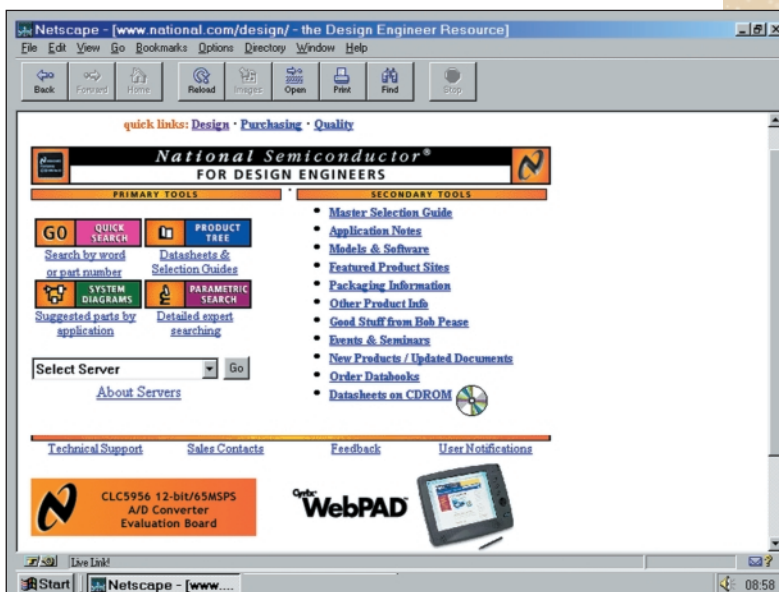 Netscape - [www.national.com/design/ - the Design Engineer Resource]
File Edit View Go Bookmarks Options Directory Window Help
Back Forward Home Reload Images Open Print Find Stop
quick links: Design · Purchasing · Quality
National Semiconductor®
FOR DESIGN ENGINEERS
PRIMARY TOOLS
GO QUICK SEARCH
Search by word
or part number
PRODUCT TREE
Datasheets &
Selection Guides
SYSTEM DIAGRAMS
Suggested parts by
application
PARAMETRIC SEARCH
Detailed expert
searching
Select Server Go
About Servers
SECONDARY TOOLS
Master Selection Guide
Application Notes
Models & Software
Featured Product Sites
Packaging Information
Other Product Info
Good Stuff from Bob Pease
Events & Seminars
New Products / Updated Documents
Order Databooks
Datasheets on CDROM
Technical Support Sales Contacts Feedback User Notifications
CLC5956 12-bit/65MSPS
A/D Converter
Evaluation Board
Cyrix
WebPAD
Live Link!
Start Netscape - [www.... 08:58